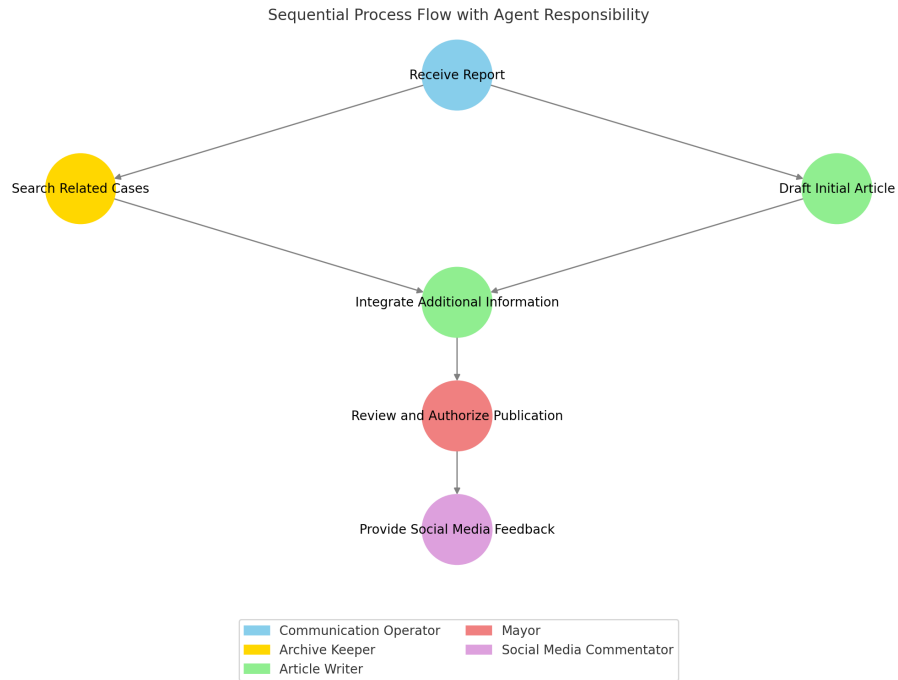 Sequential Process Flow with Agent Responsibility
Receive Report
Search Related Cases
Draft Initial Article
Integrate Additional Information
Review and Authorize Publication
Provide Social Media Feedback
Communication Operator
Archive Keeper
Article Writer
Mayor
Social Media Commentator